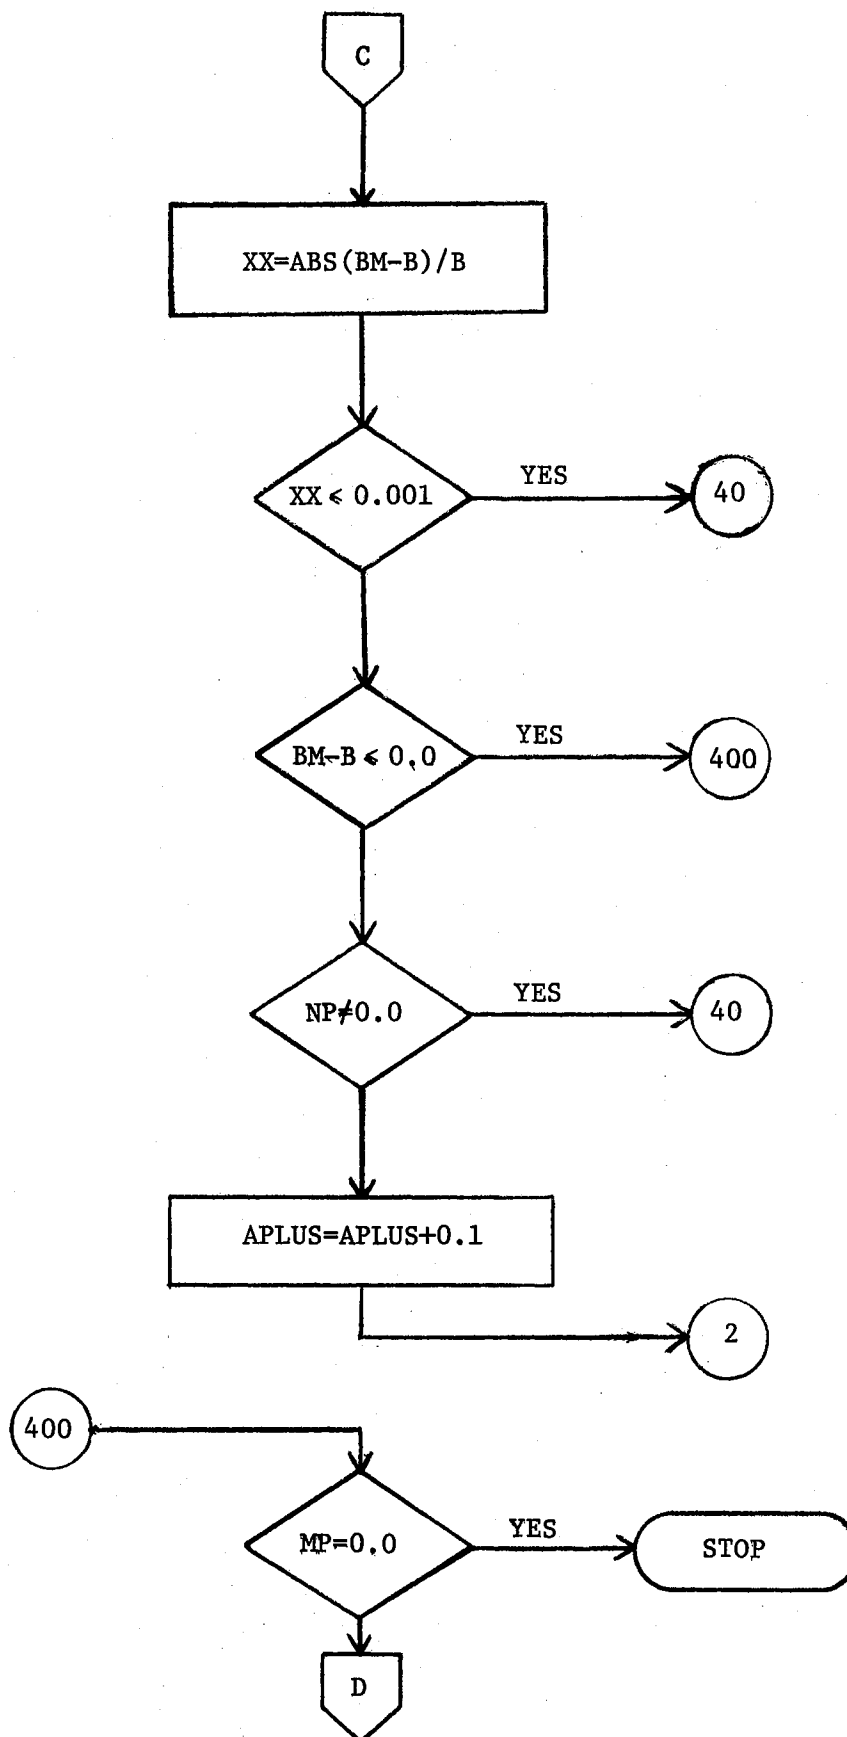 C
XX=ABS(BM-B)/B
XX ≤ 0.001
YES
40
BM-B ≤ 0.0
YES
400
NP≠0.0
YES
40
APLUS=APLUS+0.1
2
400
MP=0.0
YES
STOP
D